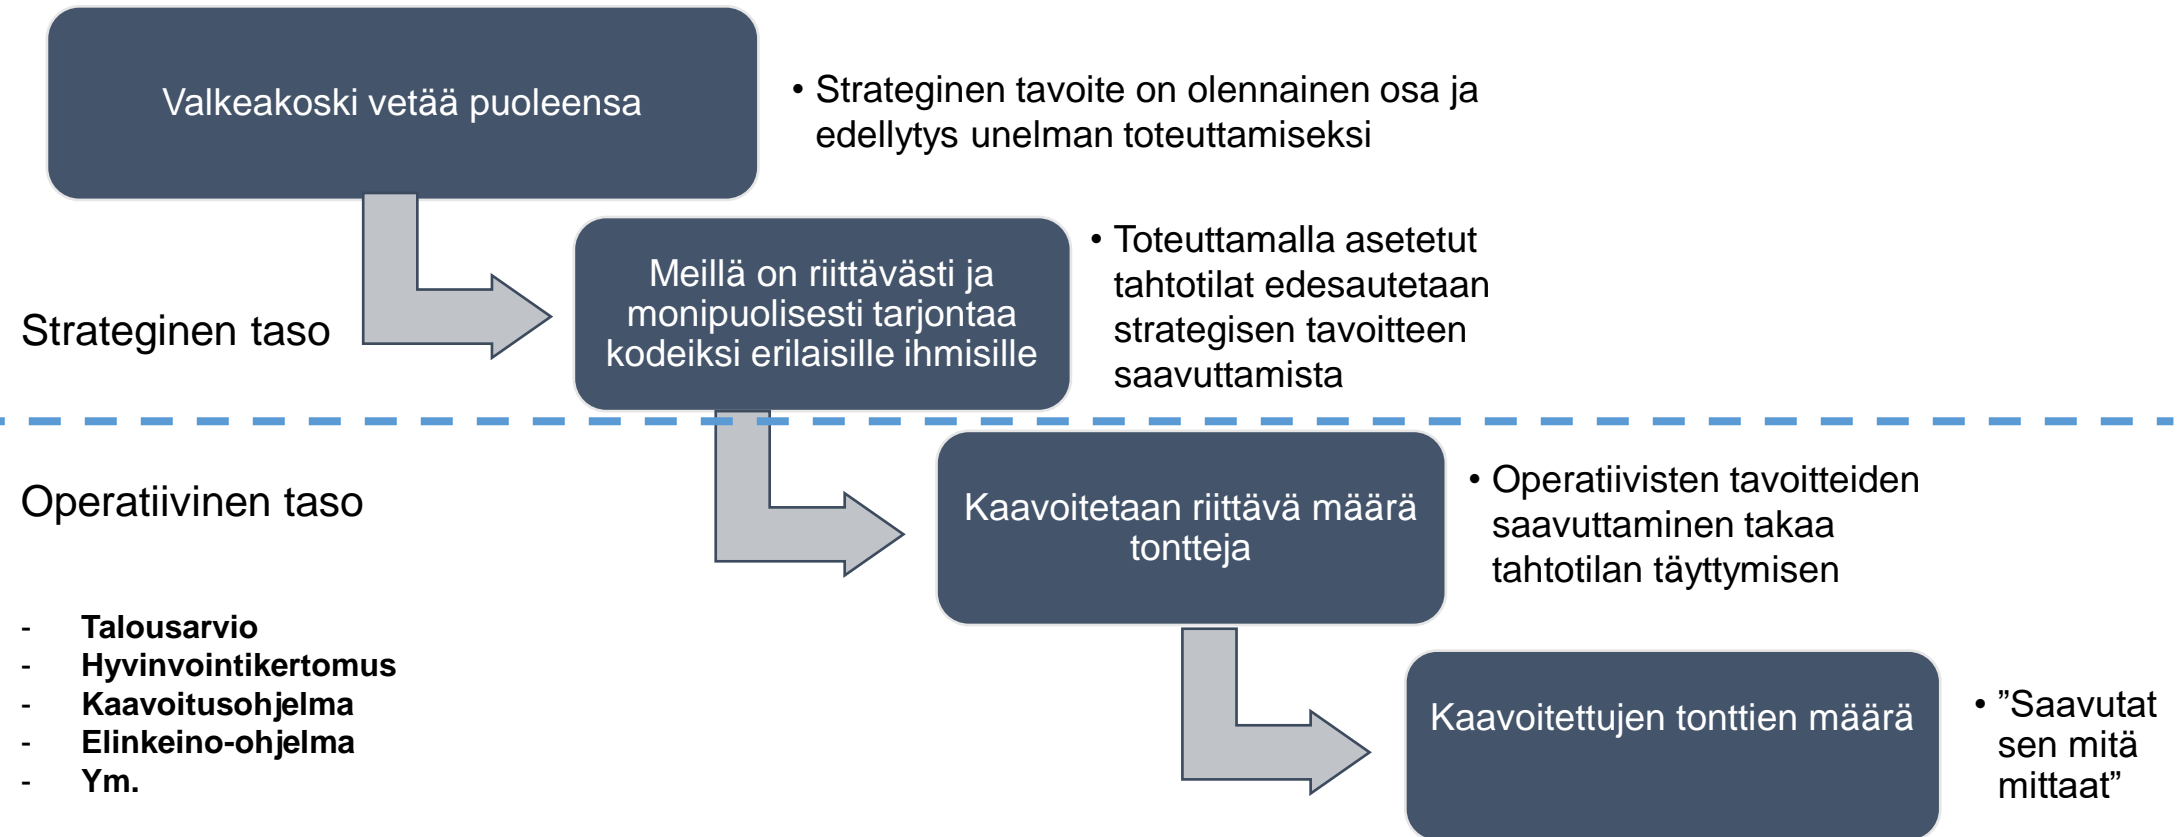 Valkeakoski vetää puoleensa
• Strateginen tavoite on olennainen osa ja
edellytys unelman toteuttamiseksi
Strateginen taso
Meillä on riittävästi ja
monipuolisesti tarjontaa
kodeiksi erilaisille ihmisille
• Toteuttamalla asetetut
tahtotilat edesautetaan
strategisen tavoitteen
saavuttamista
Operatiivinen taso
Kaavoitetaan riittävä määrä
tontteja
• Operatiivisten tavoitteiden
saavuttaminen takaa
tahtotilan täyttymisen
- Talousarvio
- Hyvinvointikertomus
- Kaavoitusohjelma
- Elinkeino-ohjelma
- Ym.
Kaavoitettujen tonttien määrä
• ”Saavutat
sen mitä
mittaat”